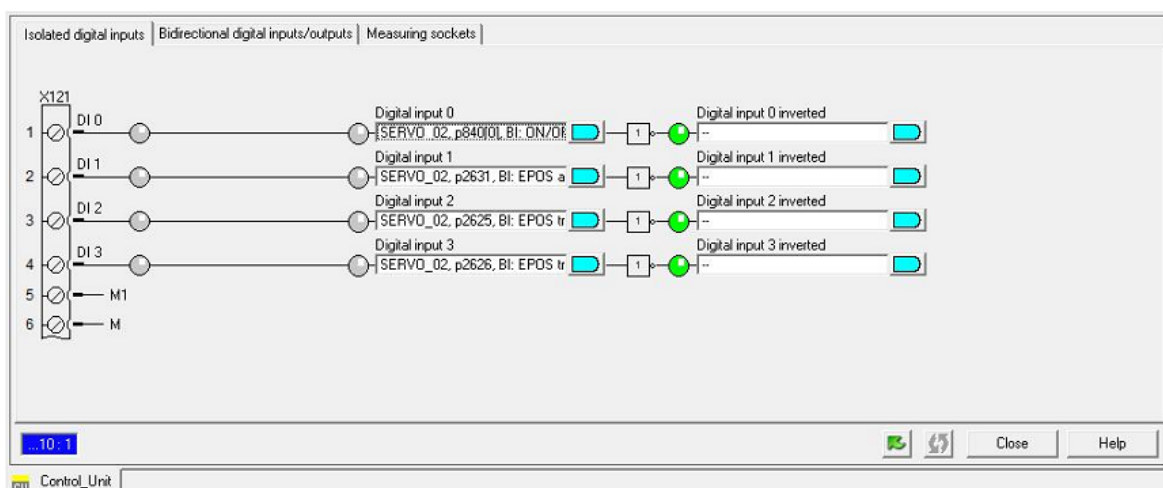 Isolated digital inputs Bidirectional digital inputs/outputs Measuring sockets
X121
DI 0 Digital input 0 Digital input 0 inverted
1 SERVO_02, p840[0], BI: ON/OF 1 --
DI 1 Digital input 1 Digital input 1 inverted
2 SERVO_02, p2631, BI: EPOS a 1 --
DI 2 Digital input 2 Digital input 2 inverted
3 SERVO_02, p2625, BI: EPOS tr 1 --
DI 3 Digital input 3 Digital input 3 inverted
4 SERVO_02, p2626, BI: EPOS tr 1 --
5 M1
6 M
...10 : 1 Close Help
Control_Unit